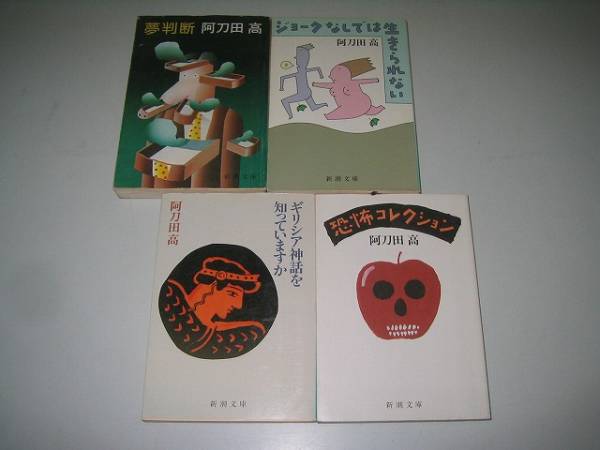 夢判断 阿刀田 高
新潮文庫
ジョークなしでは
生きられない
阿刀田 高
新潮文庫
ギリシア神話を
知っていますか
阿刀田 高
新潮文庫
恐怖コレクション
阿刀田 高
新潮文庫